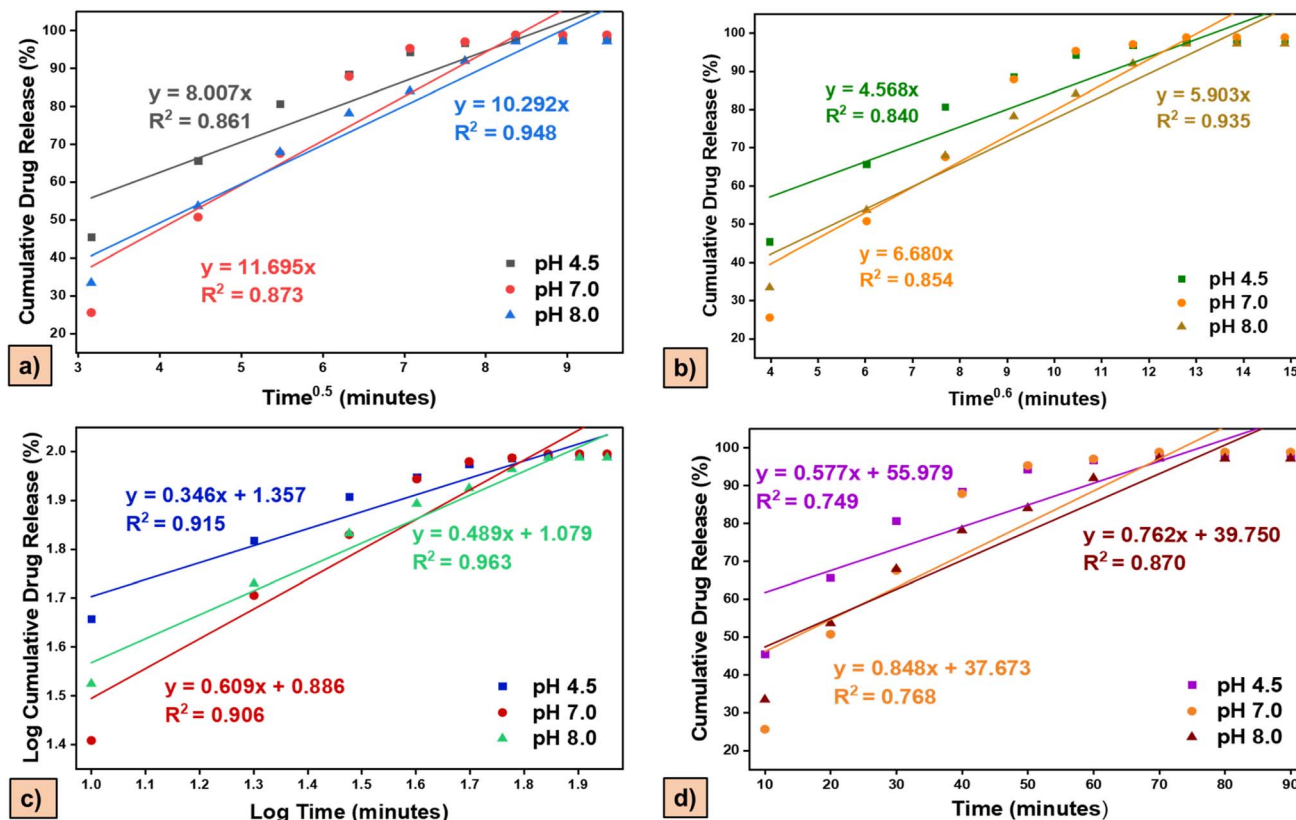 Cumulative Drug Release (%)
100
90
80
70
60
50
40
30
20
y = 8.007x
R² = 0.861
y = 10.292x
R² = 0.948
y = 11.695x
R² = 0.873
pH 4.5
pH 7.0
pH 8.0
3 4 5 6 7 8 9
a)
Time^0.5 (minutes)
Cumulative Drug Release (%)
100
90
80
70
60
50
40
30
20
y = 4.568x
R² = 0.840
y = 5.903x
R² = 0.935
y = 6.680x
R² = 0.854
pH 4.5
pH 7.0
pH 8.0
4 5 6 7 8 9 10 11 12 13 14 15
b)
Time^0.6 (minutes)
Log Cumulative Drug Release (%)
2.0
1.9
1.8
1.7
1.6
1.5
1.4
y = 0.346x + 1.357
R² = 0.915
y = 0.489x + 1.079
R² = 0.963
y = 0.609x + 0.886
R² = 0.906
pH 4.5
pH 7.0
pH 8.0
1.0 1.1 1.2 1.3 1.4 1.5 1.6 1.7 1.8 1.9
c)
Log Time (minutes)
Cumulative Drug Release (%)
100
90
80
70
60
50
40
30
20
y = 0.577x + 55.979
R² = 0.749
y = 0.762x + 39.750
R² = 0.870
y = 0.848x + 37.673
R² = 0.768
pH 4.5
pH 7.0
pH 8.0
10 20 30 40 50 60 70 80 90
d)
Time (minutes)